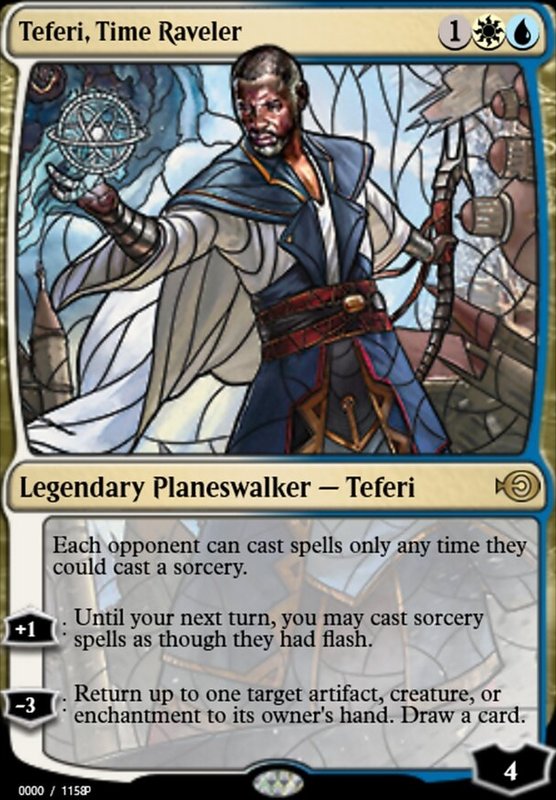 Teferi, Time Raveler
1
Legendary Planeswalker — Teferi
Each opponent can cast spells only any time they
could cast a sorcery.
+1: Until your next turn, you may cast sorcery
spells as though they had flash.
−3: Return up to one target artifact, creature, or
enchantment to its owner's hand. Draw a card.
4
0000 / 1158P